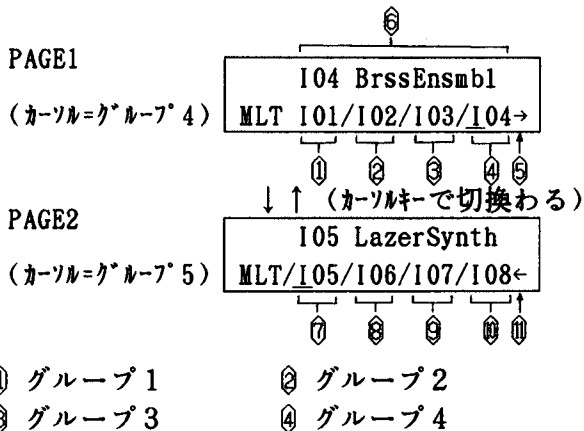 ⑥
PAGE1
I04 BrssEnsmbl
(カーソル=グループ4) MLT I01/I02/I03/I04→
① ② ③ ④ ⑤
↓ ↑ (カーソルキーで切換わる)
PAGE2
I05 LazerSynth
(カーソル=グループ5) MLT/I05/I06/I07/I08←
⑦ ⑧ ⑨ ⑩ ⑪
① グループ1 ② グループ2
③ グループ3 ④ グループ4